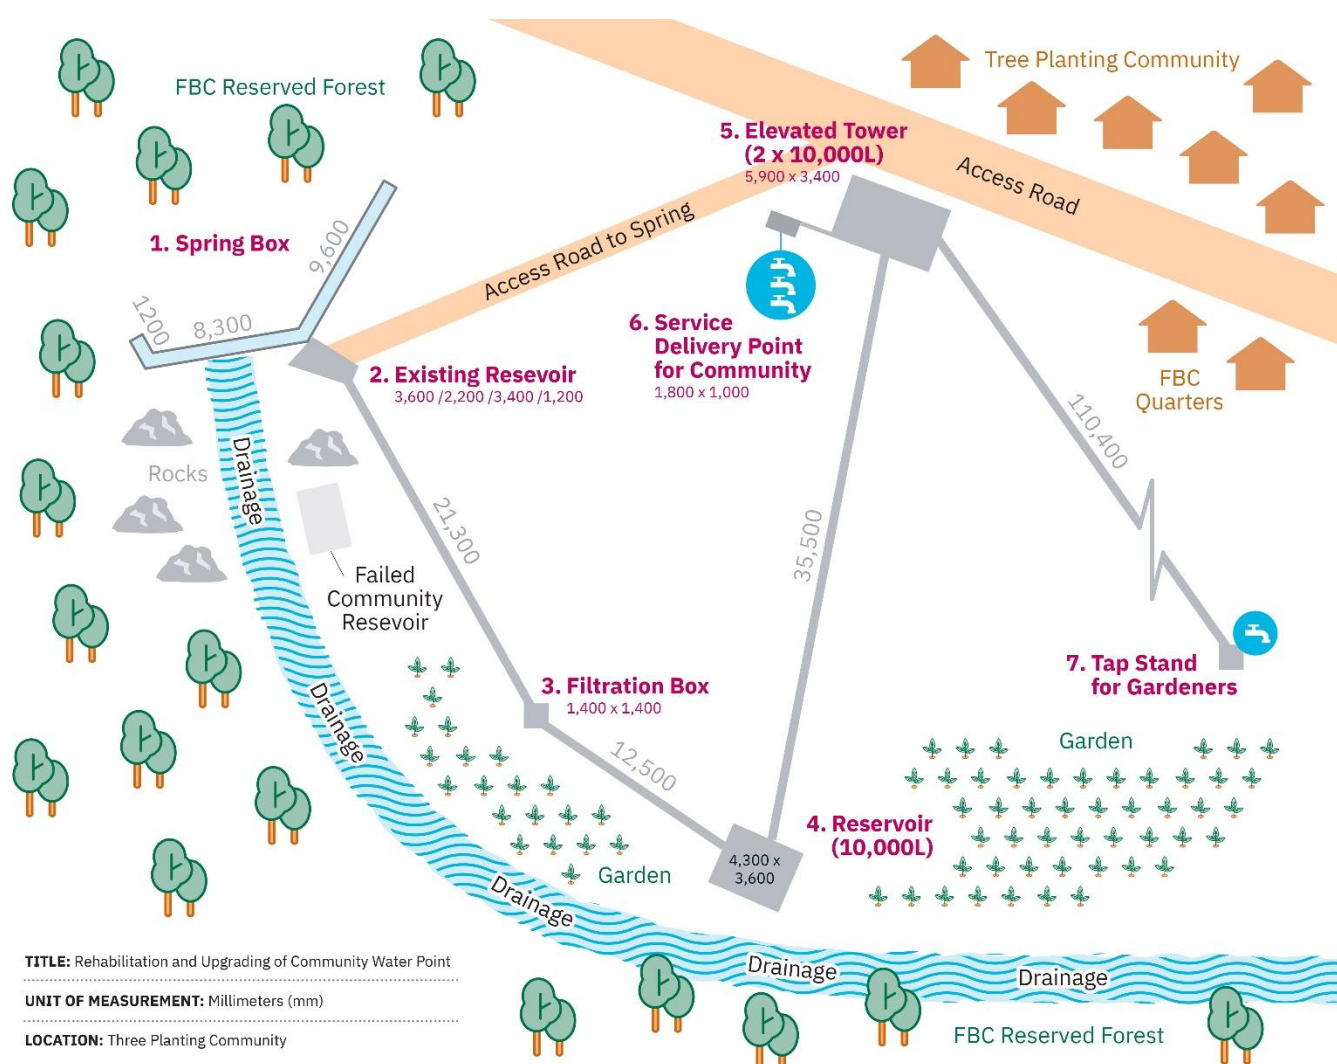 FBC Reserved Forest
Tree Planting Community
5. Elevated Tower
(2 x 10,000L)
5,900 x 3,400
Access Road
1. Spring Box
9,600
Access Road to Spring
1200
8,300
6. Service
Delivery Point
for Community
1,800 x 1,000
2. Existing Resevoir
3,600 /2,200 /3,400 /1,200
FBC
Quarters
110,400
Rocks
Drainage
21,300
35,500
Failed
Community
Resevoir
3. Filtration Box
1,400 x 1,400
7. Tap Stand
for Gardeners
Drainage
Garden
12,500
4. Reservoir
(10,000L)
4,300 x
3,600
Garden
Drainage
Drainage
Drainage
FBC Reserved Forest
TITLE: Rehabilitation and Upgrading of Community Water Point
UNIT OF MEASUREMENT: Millimeters (mm)
LOCATION: Three Planting Community